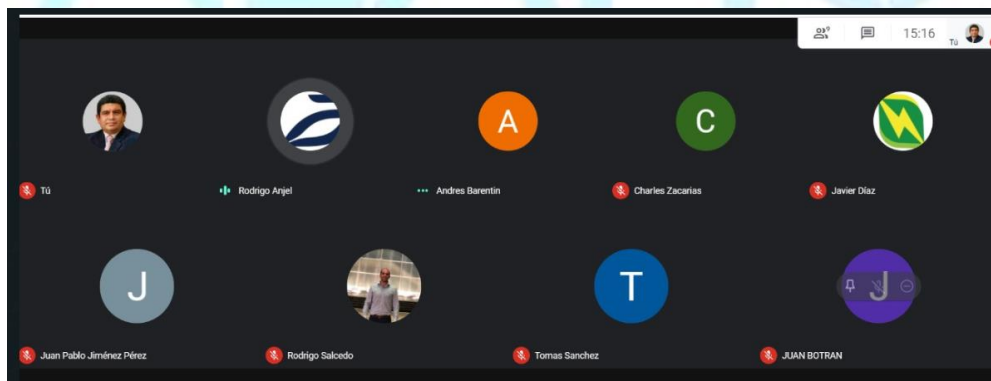 9 15:16 Tú
A C
Tú Rodrigo Anjel Andres Barentin Charles Zacarias Javier Díaz
J T J
Juan Pablo Jiménez Pérez Rodrigo Salcedo Tomas Sanchez JUAN BOTRAN